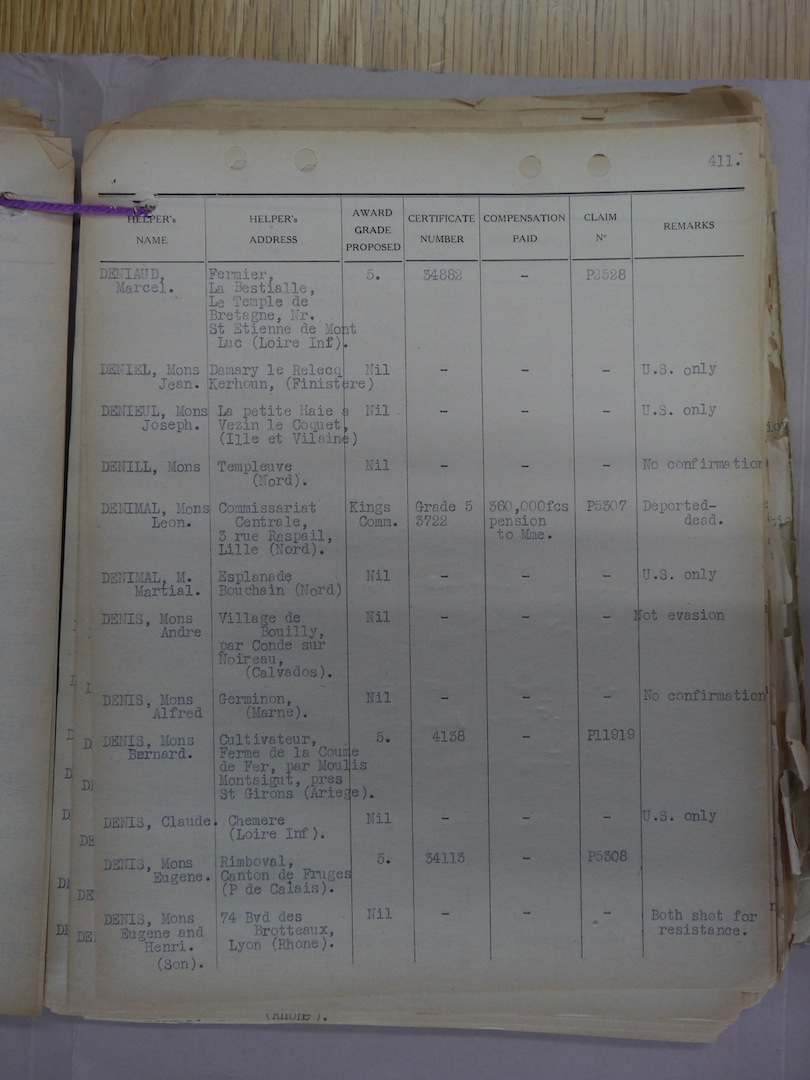 411.
HELPER's NAME HELPER's ADDRESS AWARD GRADE PROPOSED CERTIFICATE NUMBER COMPENSATION PAID CLAIM Nº REMARKS
DENIAUD, Fermier, 5. 34882 - P2528
Marcel. La Bestialle,
Le Temple de
Bretagne, Nr.
St Etienne de Mont
Luc (Loire Inf).
DENIEL, Mons Damary le Relecq Nil - - - U.S. only
Jean. Kerhoun, (Finistere)
DENIEUL, Mons La petite Haie a Nil - - - U.S. only
Joseph. Vezin le Coquet,
(Ille et Vilaine)
DENILL, Mons Templeuve Nil - - - No confirmation
(Nord).
DENIMAL, Mons Commissariat Kings Grade 5 360,000fcs P5307 Deported-
Leon. Centrale, Comm. 3722 pension dead.
3 rue Raspail, to Mme.
Lille (Nord).
DENIMAL, M. Esplanade Nil - - - U.S. only
Martial. Bouchain (Nord)
DENIS, Mons Village de Nil - - - Not evasion
Andre Bouilly,
par Conde sur
Noireau,
(Calvados).
DENIS, Mons Germinon, Nil - - - No confirmation
Alfred (Marne).
DENIS, Mons Cultivateur, 5. 4138 - P11919
Bernard. Ferme de la Coume
de Fer, par Moulis
Montaigut, pres
St Girons (Ariege).
DENIS, Claude. Chemere Nil - - - U.S. only
(Loire Inf).
DENIS, Mons Rimboval, 5. 34113 - P5308
Eugene. Canton de Fruges
(P de Calais).
DENIS, Mons 74 Bvd des Nil - - - Both shot for
Eugene and Brotteaux, resistance.
Henri. Lyon (Rhone).
(Son).